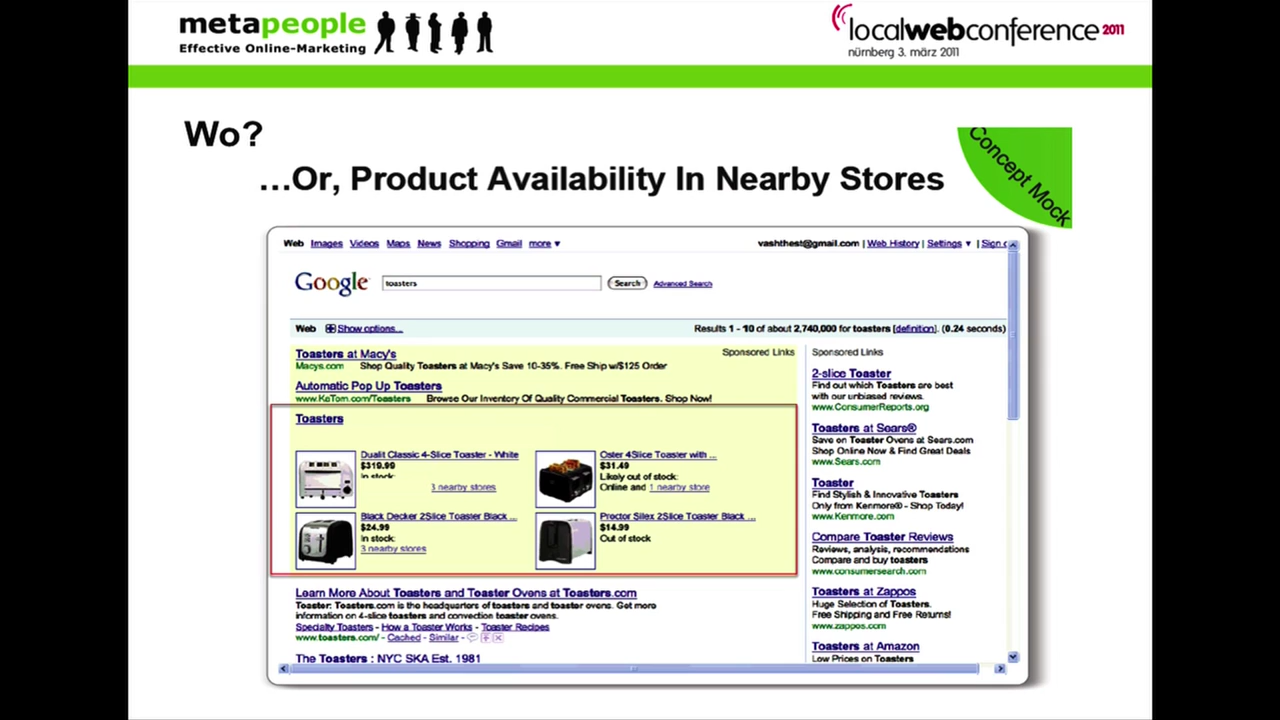 metapeople
Effective Online-Marketing
localwebconference 2011
nürnberg 3. märz 2011
Wo?
…Or, Product Availability In Nearby Stores
Concept Mock
Web Images Videos Maps News Shopping Gmail more ▼
vashthest@gmail.com | Web History | Settings ▼ | Sign
Google
toasters
Search
Advanced Search
Web Show options...
Results 1 - 10 of about 2,740,000 for toasters [definition]. (0.24 seconds)
Toasters at Macy's
Sponsored Links
Macys.com Shop Quality Toasters at Macy's Save 10-35%. Free Ship w/$125 Order
Automatic Pop Up Toasters
www.KaTom.com/Toasters Browse Our Inventory Of Quality Commercial Toasters. Shop Now!
Toasters
Dualit Classic 4-Slice Toaster - White
$319.99
In stock:
3 nearby stores
Oster 4Slice Toaster with ...
$31.49
Likely out of stock:
Online and 1 nearby store
Black Decker 2Slice Toaster Black ...
$24.99
In stock:
3 nearby stores
Proctor Silex 2Slice Toaster Black ...
$14.99
Out of stock
Learn More About Toasters and Toaster Ovens at Toasters.com
Toaster: Toasters.com is the headquarters of toasters and toaster ovens. Get more
information on 4-slice toasters and convection toaster ovens.
Specialty Toasters - How a Toaster Works - Toaster Recipes
www.toasters.com/ - Cached - Similar -
The Toasters : NYC SKA Est. 1981
Sponsored Links
2-slice Toaster
Find out which Toasters are best
with our unbiased reviews.
www.ConsumerReports.org
Toasters at Sears®
Save on Toaster Ovens at Sears.com
Shop Online Now & Find Great Deals
www.Sears.com
Toaster
Find Stylish & Innovative Toasters
Only from Kenmore® - Shop Today!
www.Kenmore.com
Compare Toaster Reviews
Reviews, analysis, recommendations
Compare and buy toasters
www.consumersearch.com
Toasters at Zappos
Huge Selection of Toasters.
Free Shipping and Free Returns!
www.zappos.com
Toasters at Amazon
Low Prices on Toasters